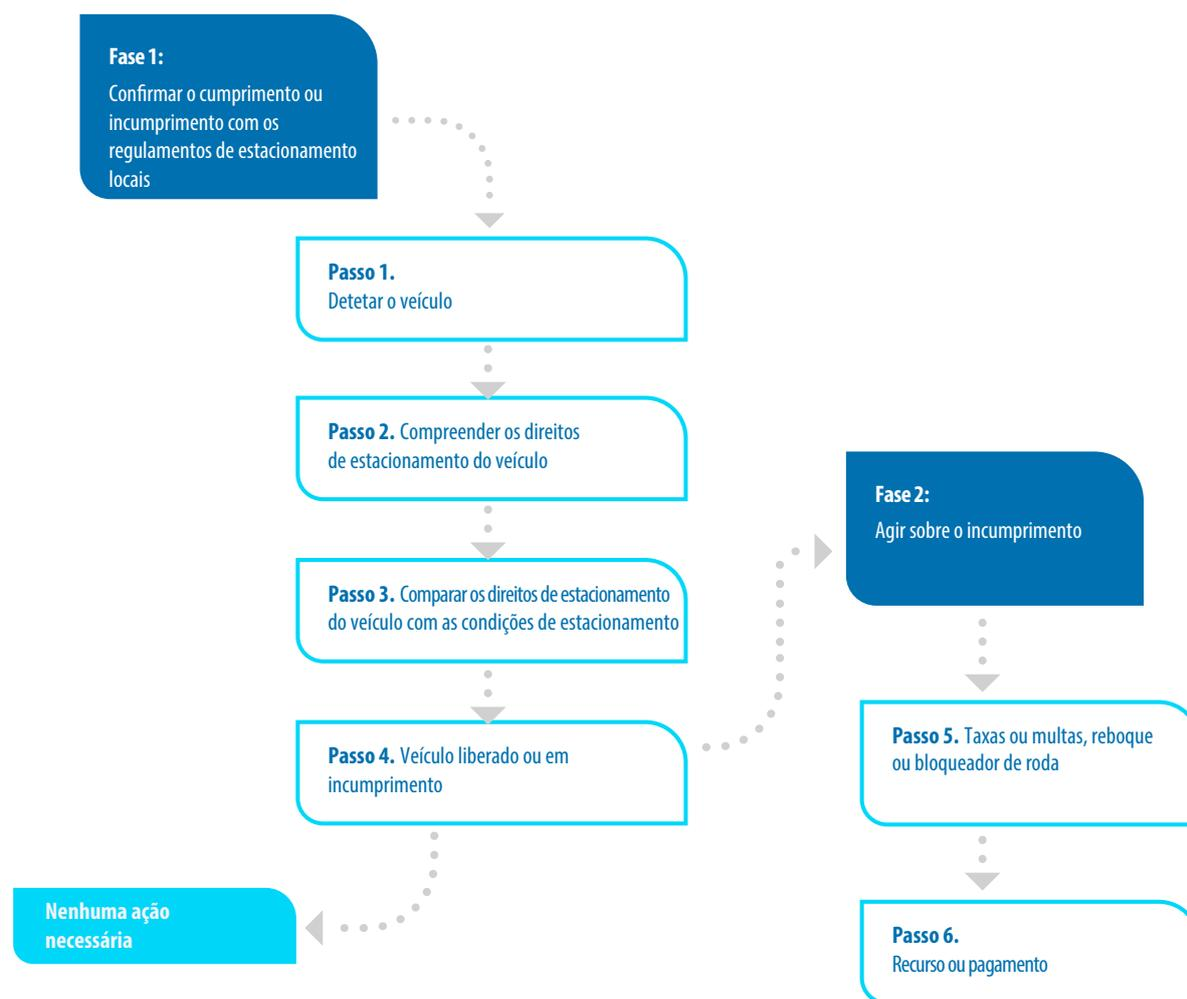 Fase 1:
Confirmar o cumprimento ou
incumprimento com os
regulamentos de estacionamento
locais
Passo 1.
Detetar o veículo
Passo 2. Compreender os direitos
de estacionamento do veículo
Passo 3. Comparar os direitos de estacionamento
do veículo com as condições de estacionamento
Passo 4. Veículo liberado ou em
incumprimento
Nenhuma ação
necessária
Fase 2:
Agir sobre o incumprimento
Passo 5. Taxas ou multas, reboque
ou bloqueador de roda
Passo 6.
Recurso ou pagamento